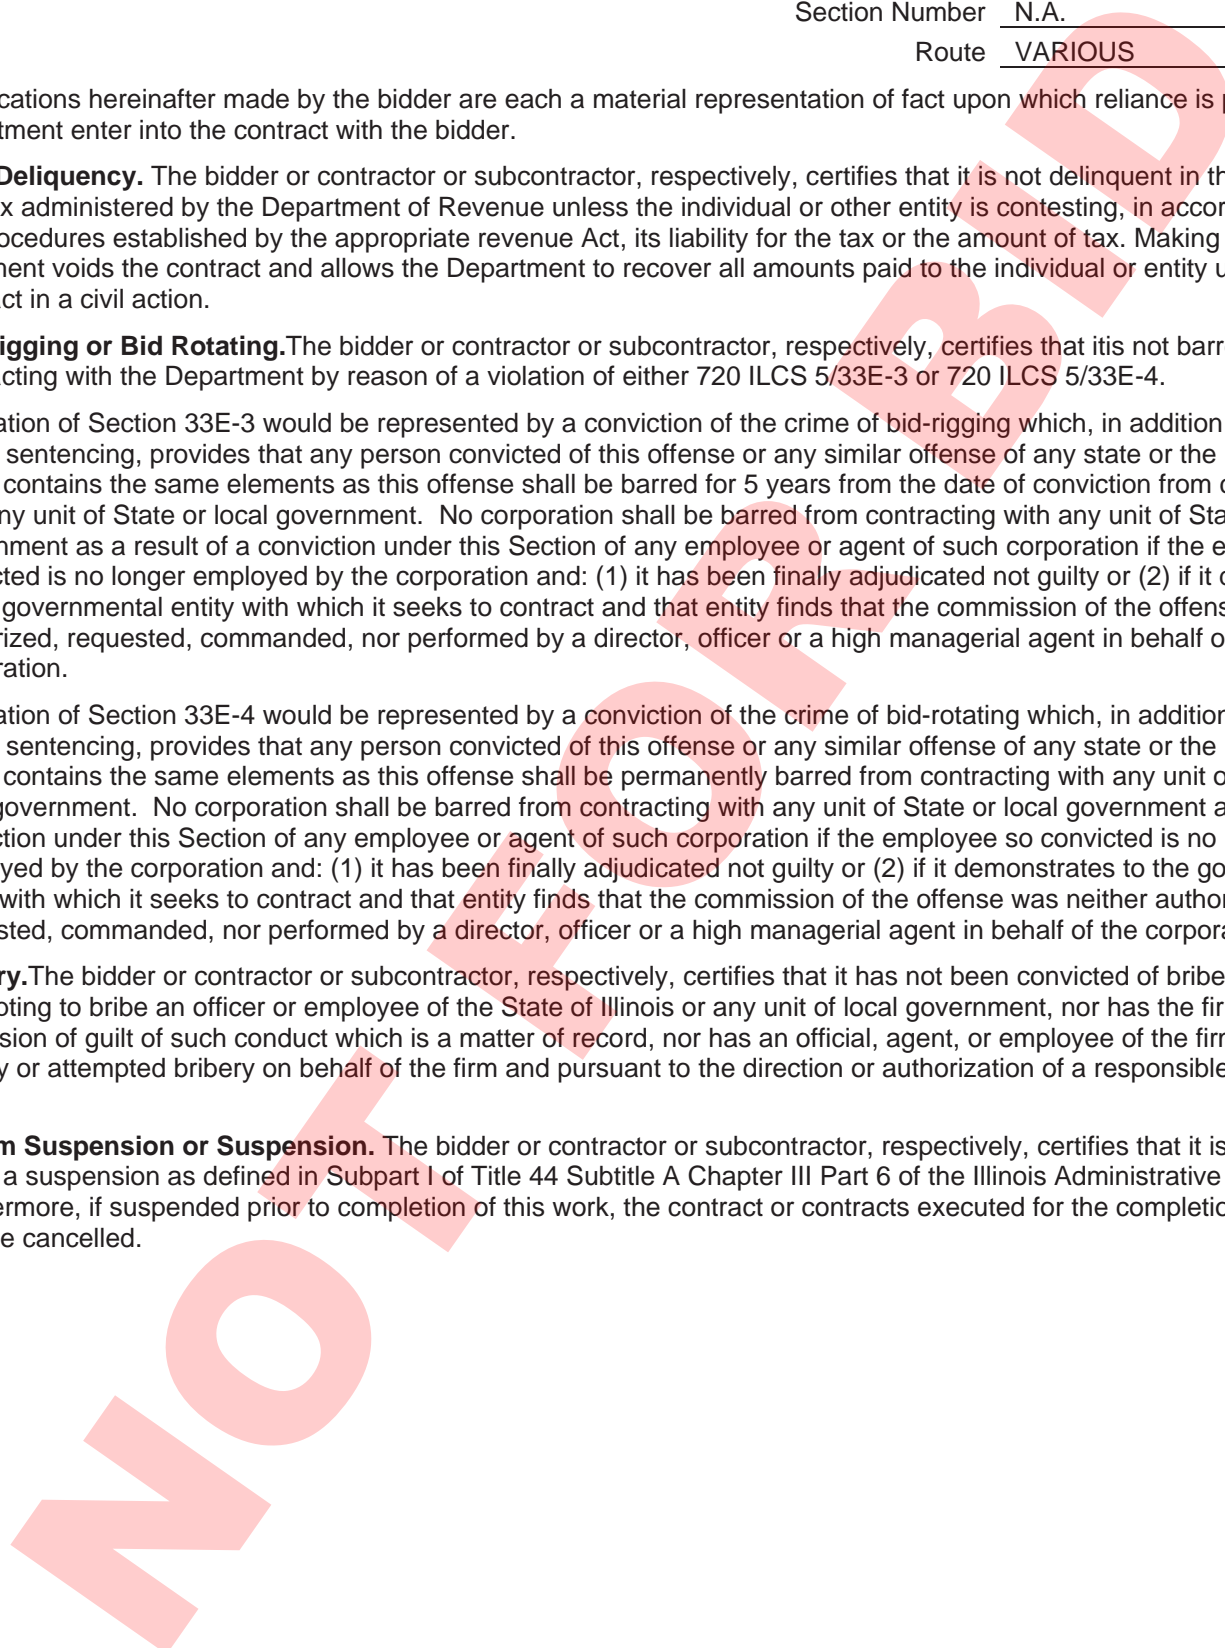 Section Number N.A.
Route VARIOUS
cations hereinafter made by the bidder are each a material representation of fact upon which reliance is
tment enter into the contract with the bidder.
Deliquency. The bidder or contractor or subcontractor, respectively, certifies that it is not delinquent in th
x administered by the Department of Revenue unless the individual or other entity is contesting, in accor
ocedures established by the appropriate revenue Act, its liability for the tax or the amount of tax. Making
nent voids the contract and allows the Department to recover all amounts paid to the individual or entity u
act in a civil action.
igging or Bid Rotating.The bidder or contractor or subcontractor, respectively, certifies that itis not barr
acting with the Department by reason of a violation of either 720 ILCS 5/33E-3 or 720 ILCS 5/33E-4.
ation of Section 33E-3 would be represented by a conviction of the crime of bid-rigging which, in addition
sentencing, provides that any person convicted of this offense or any similar offense of any state or the
contains the same elements as this offense shall be barred for 5 years from the date of conviction from c
ny unit of State or local government. No corporation shall be barred from contracting with any unit of Sta
nment as a result of a conviction under this Section of any employee or agent of such corporation if the e
cted is no longer employed by the corporation and: (1) it has been finally adjudicated not guilty or (2) if it d
governmental entity with which it seeks to contract and that entity finds that the commission of the offens
rized, requested, commanded, nor performed by a director, officer or a high managerial agent in behalf o
ration.
ation of Section 33E-4 would be represented by a conviction of the crime of bid-rotating which, in addition
sentencing, provides that any person convicted of this offense or any similar offense of any state or the
contains the same elements as this offense shall be permanently barred from contracting with any unit o
government. No corporation shall be barred from contracting with any unit of State or local government a
ction under this Section of any employee or agent of such corporation if the employee so convicted is no
yed by the corporation and: (1) it has been finally adjudicated not guilty or (2) if it demonstrates to the go
with which it seeks to contract and that entity finds that the commission of the offense was neither author
sted, commanded, nor performed by a director, officer or a high managerial agent in behalf of the corpora
ry.The bidder or contractor or subcontractor, respectively, certifies that it has not been convicted of bribe
pting to bribe an officer or employee of the State of Illinois or any unit of local government, nor has the fir
sion of guilt of such conduct which is a matter of record, nor has an official, agent, or employee of the firm
y or attempted bribery on behalf of the firm and pursuant to the direction or authorization of a responsible
m Suspension or Suspension. The bidder or contractor or subcontractor, respectively, certifies that it is
a suspension as defined in Subpart I of Title 44 Subtitle A Chapter III Part 6 of the Illinois Administrative
ermore, if suspended prior to completion of this work, the contract or contracts executed for the completio
e cancelled.
NOT FOR BID